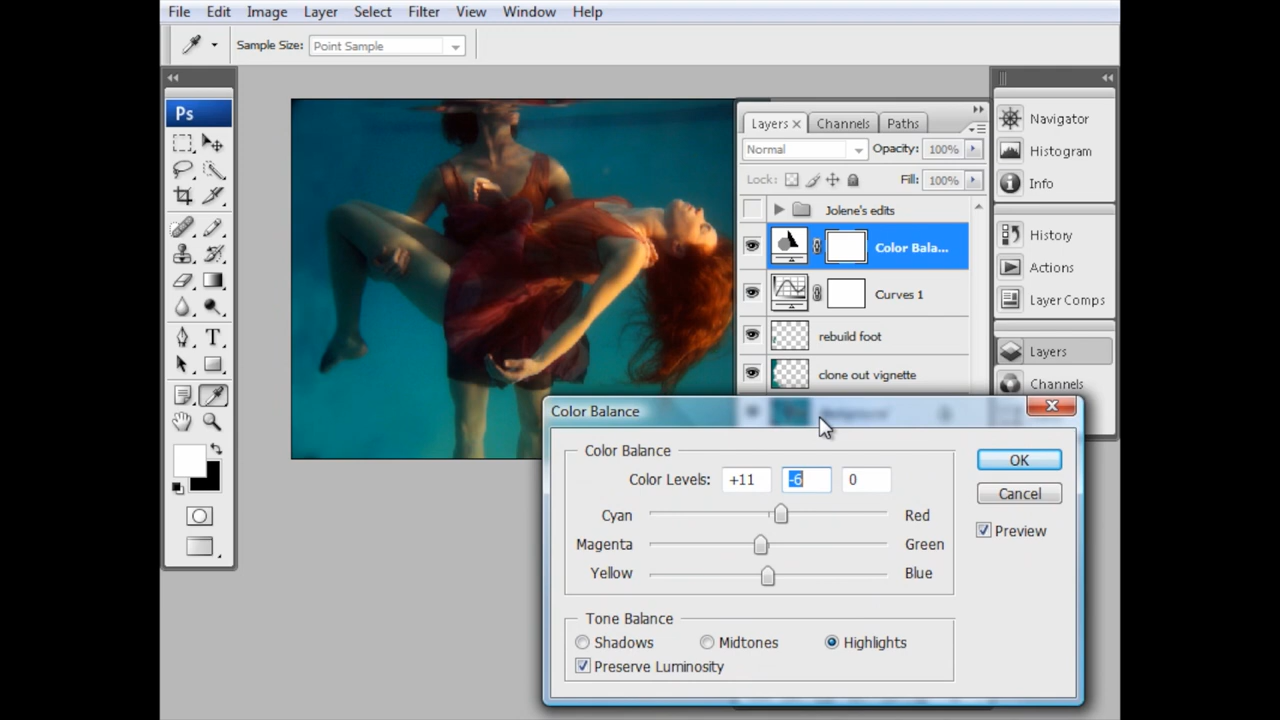 File Edit Image Layer Select Filter View Window Help
Sample Size: Point Sample
Ps
T
Layers × Channels Paths
Normal Opacity: 100%
Lock: Fill: 100%
Jolene's edits
Color Bala...
Curves 1
rebuild foot
clone out vignette
Navigator
Histogram
Info
History
Actions
Layer Comps
Layers
Channels
Color Balance
Color Balance
Color Levels: +11 -6 0
Cyan Red
Magenta Green
Yellow Blue
Tone Balance
Shadows Midtones Highlights
Preserve Luminosity
OK
Cancel
Preview